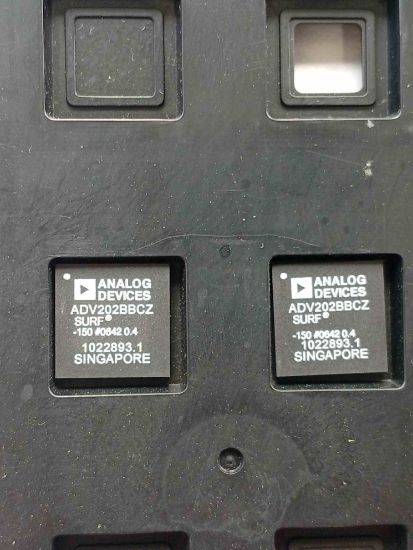 ANALOG
DEVICES
ADV202BBCZ
SURF®
-150 #0642 0.4
1022893.1
SINGAPORE
ANALOG
DEVICES
ADV202BBCZ
SURF®
-150 #0642 0.4
1022893.1
SINGAPORE